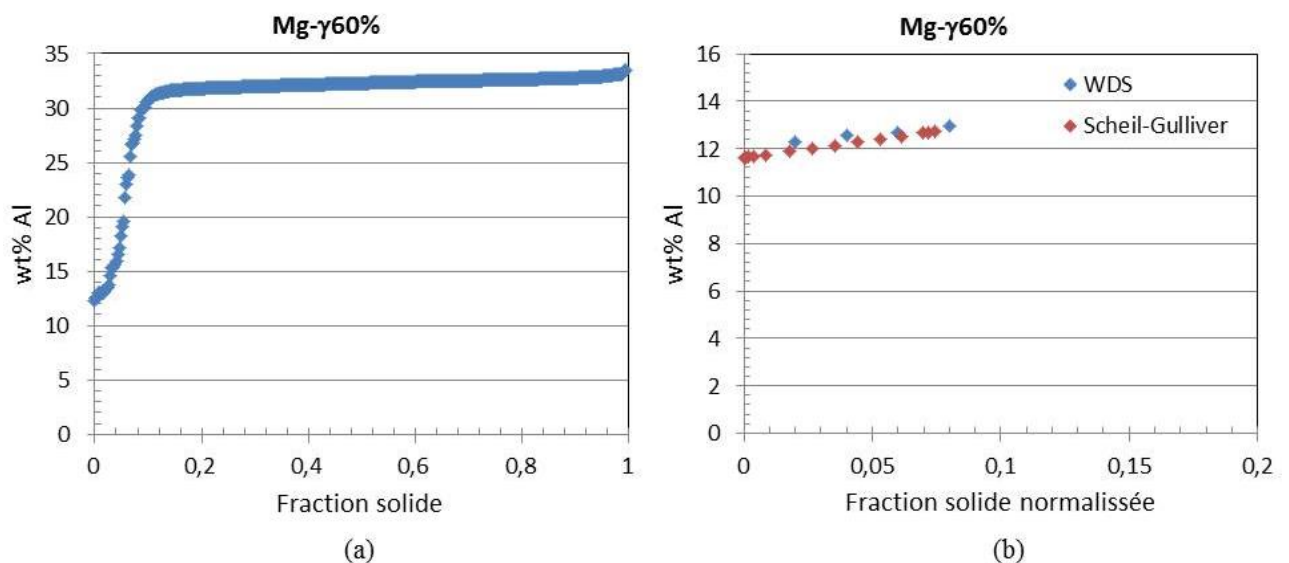 Mg-γ60%
35
30
25
20
15
10
5
0
wt% Al
0
0,2
0,4
0,6
0,8
1
Fraction solide
(a)
Mg-γ60%
16
14
12
10
8
6
4
2
0
wt% Al
WDS
Scheil-Gulliver
0
0,05
0,1
0,15
0,2
Fraction solide normalissée
(b)